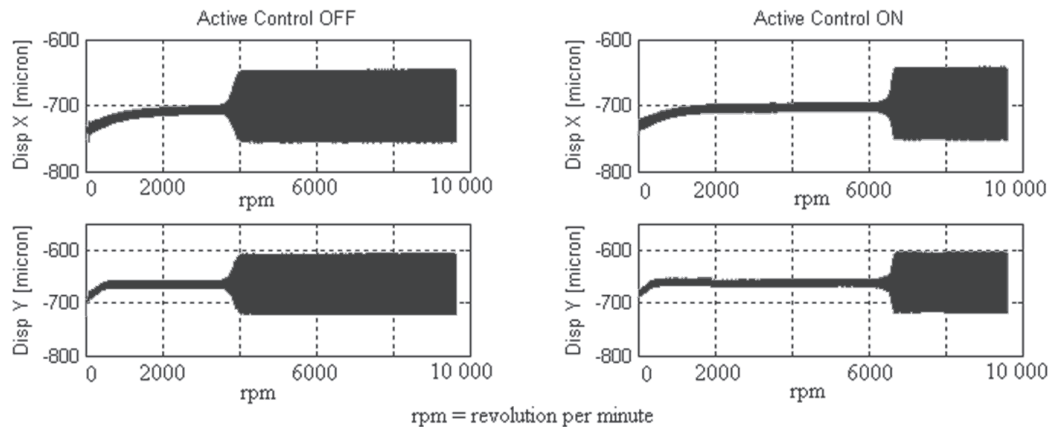 Active Control OFF
Active Control ON
Disp X [micron]
-600
-700
-800
0 2000 6000 10 000
rpm
Disp X [micron]
-600
-700
-800
0 2000 6000 10 000
rpm
Disp Y [micron]
-600
-700
-800
0 2000 6000 10 000
rpm
Disp Y [micron]
-600
-700
-800
0 2000 6000 10 000
rpm
rpm = revolution per minute